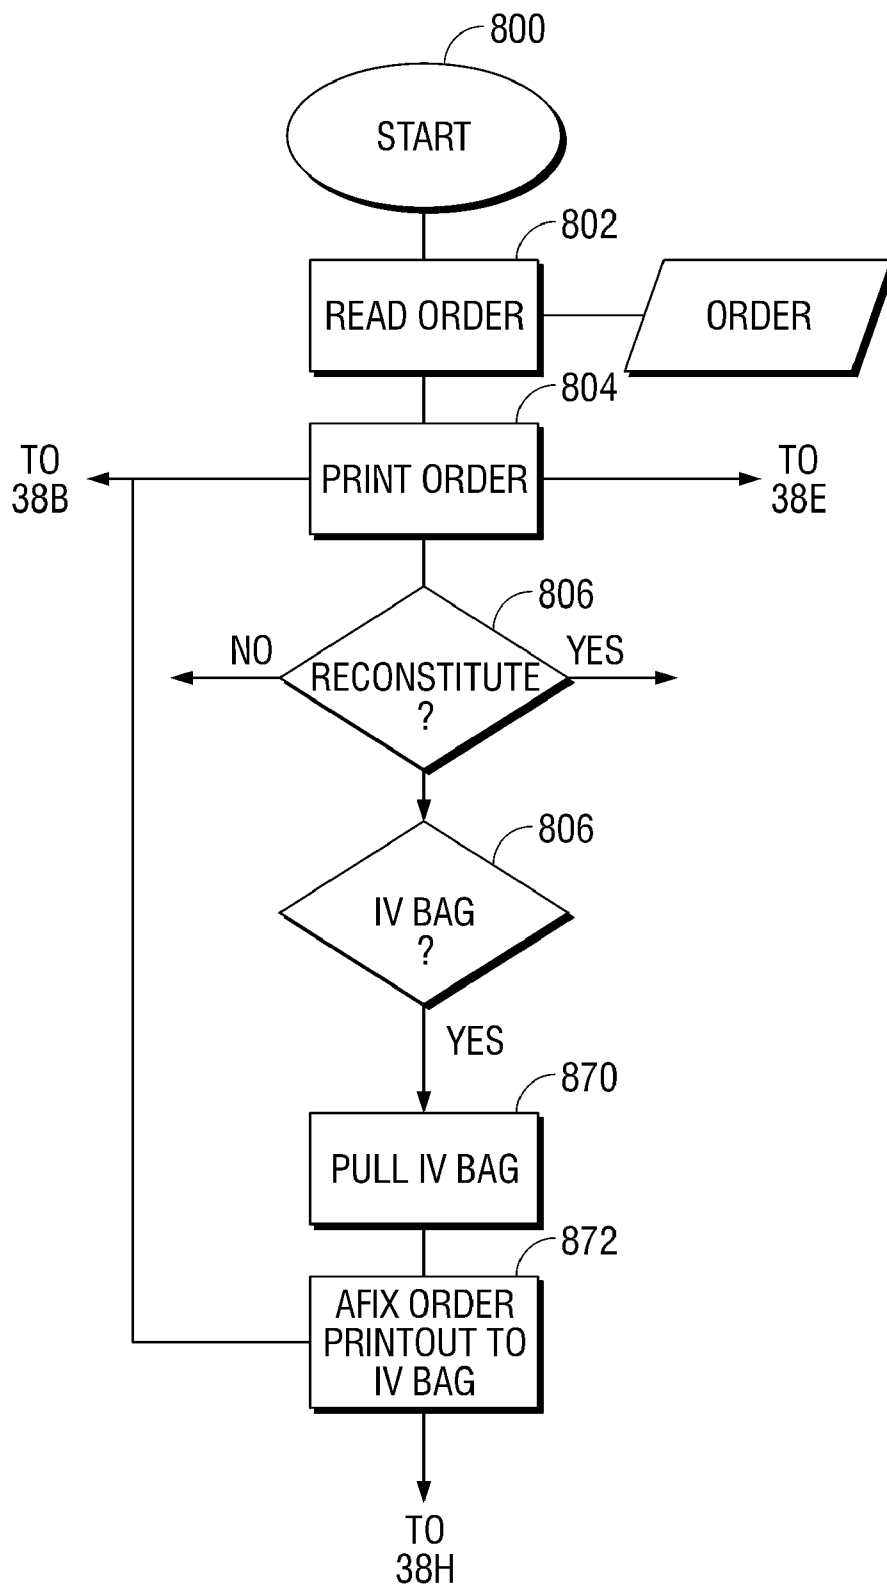 800
START
802
READ ORDER
ORDER
804
TO
38B
PRINT ORDER
TO
38E
806
NO
RECONSTITUTE
?
YES
806
IV BAG
?
YES
870
PULL IV BAG
872
AFIX ORDER
PRINTOUT TO
IV BAG
TO
38H